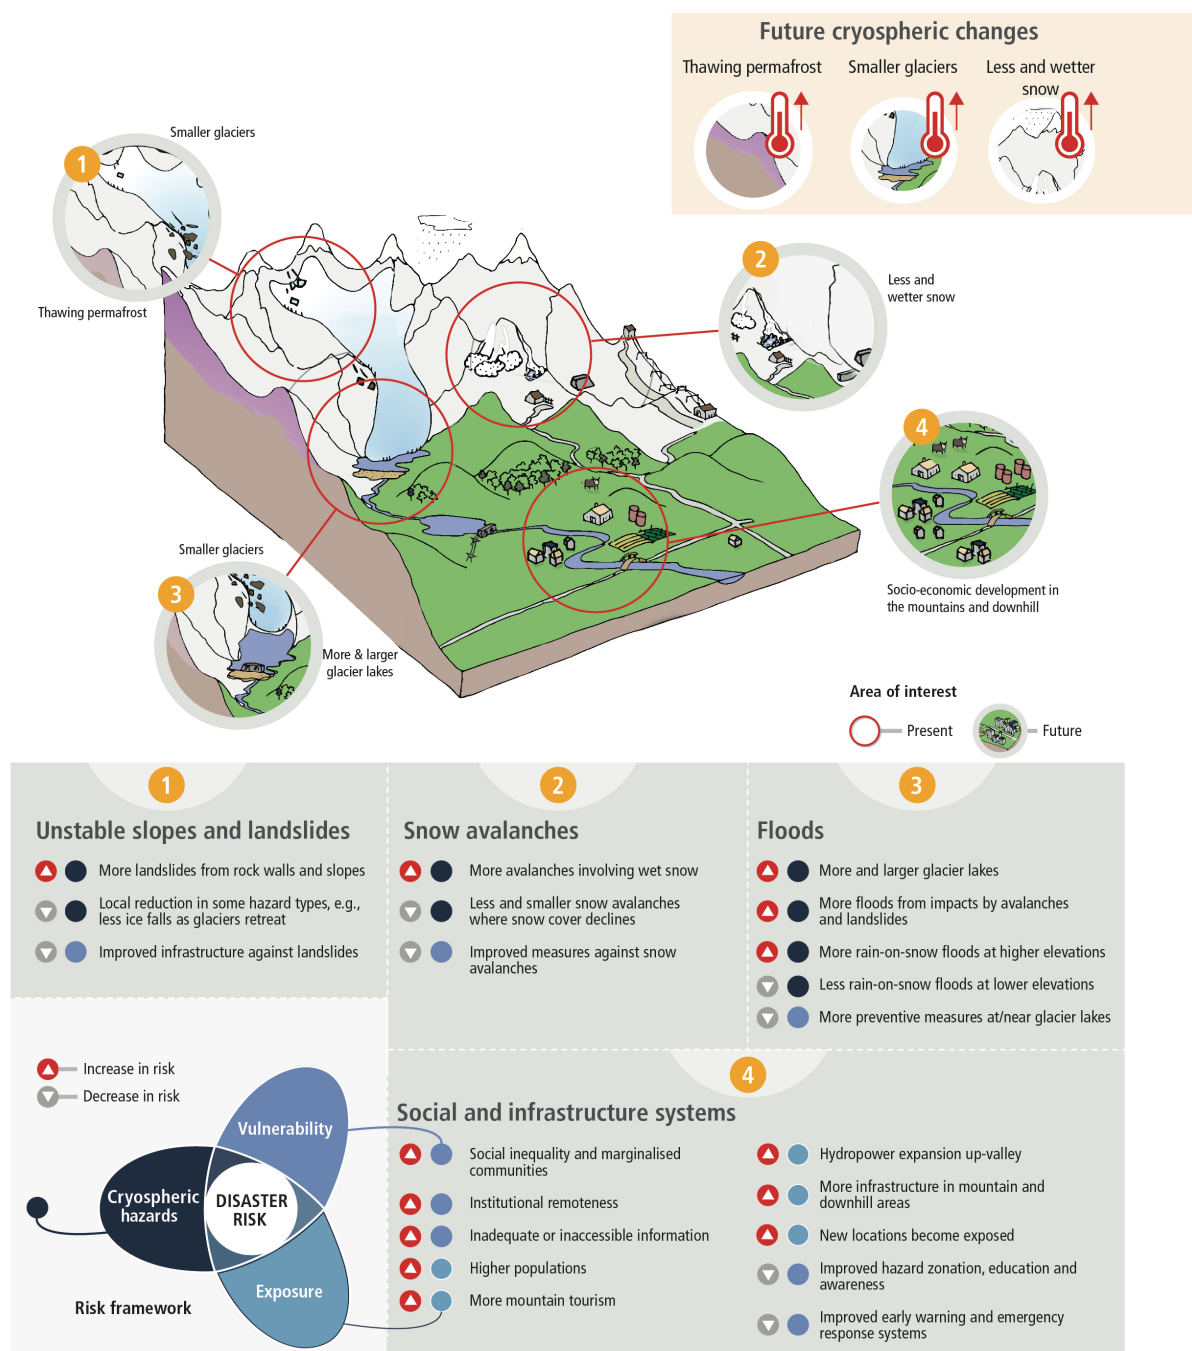 Future cryospheric changes
Thawing permafrost
Smaller glaciers
Less and wetter
snow
1
Smaller glaciers
Thawing permafrost
2
Less and
wetter snow
4
Socio-economic development in
the mountains and downhill
3
Smaller glaciers
More & larger
glacier lakes
Area of interest
Present
Future
1
Unstable slopes and landslides
More landslides from rock walls and slopes
Local reduction in some hazard types, e.g.,
less ice falls as glaciers retreat
Improved infrastructure against landslides
2
Snow avalanches
More avalanches involving wet snow
Less and smaller snow avalanches
where snow cover declines
Improved measures against snow
avalanches
3
Floods
More and larger glacier lakes
More floods from impacts by avalanches
and landslides
More rain-on-snow floods at higher elevations
Less rain-on-snow floods at lower elevations
More preventive measures at/near glacier lakes
Increase in risk
Decrease in risk
Vulnerability
Cryospheric
hazards
DISASTER
RISK
Exposure
Risk framework
4
Social and infrastructure systems
Social inequality and marginalised
communities
Institutional remoteness
Inadequate or inaccessible information
Higher populations
More mountain tourism
Hydropower expansion up-valley
More infrastructure in mountain and
downhill areas
New locations become exposed
Improved hazard zonation, education and
awareness
Improved early warning and emergency
response systems